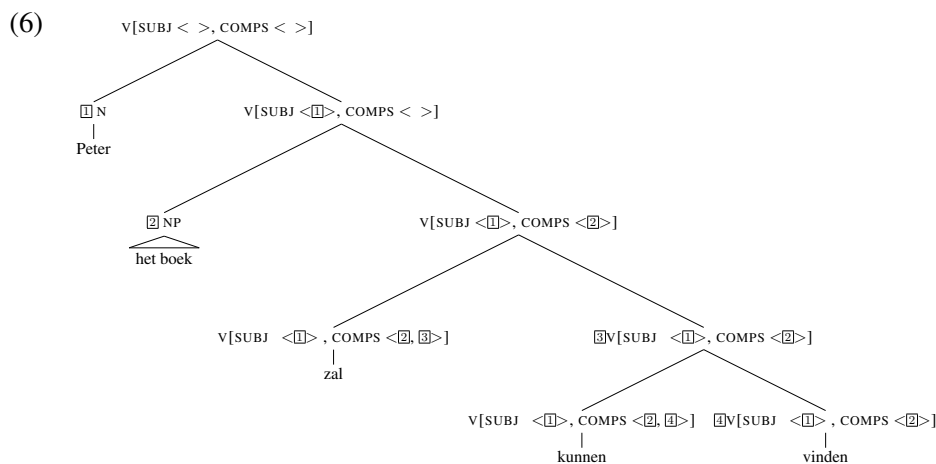 (6)
V[SUBJ < >, COMPS < >]
1 N V[SUBJ <1>, COMPS < >]
Peter
2 NP V[SUBJ <1>, COMPS <2>]
het boek
V[SUBJ <1> , COMPS <2, 3>] 3V[SUBJ <1>, COMPS <2>]
zal
V[SUBJ <1>, COMPS <2, 4>] 4V[SUBJ <1> , COMPS <2>]
kunnen vinden